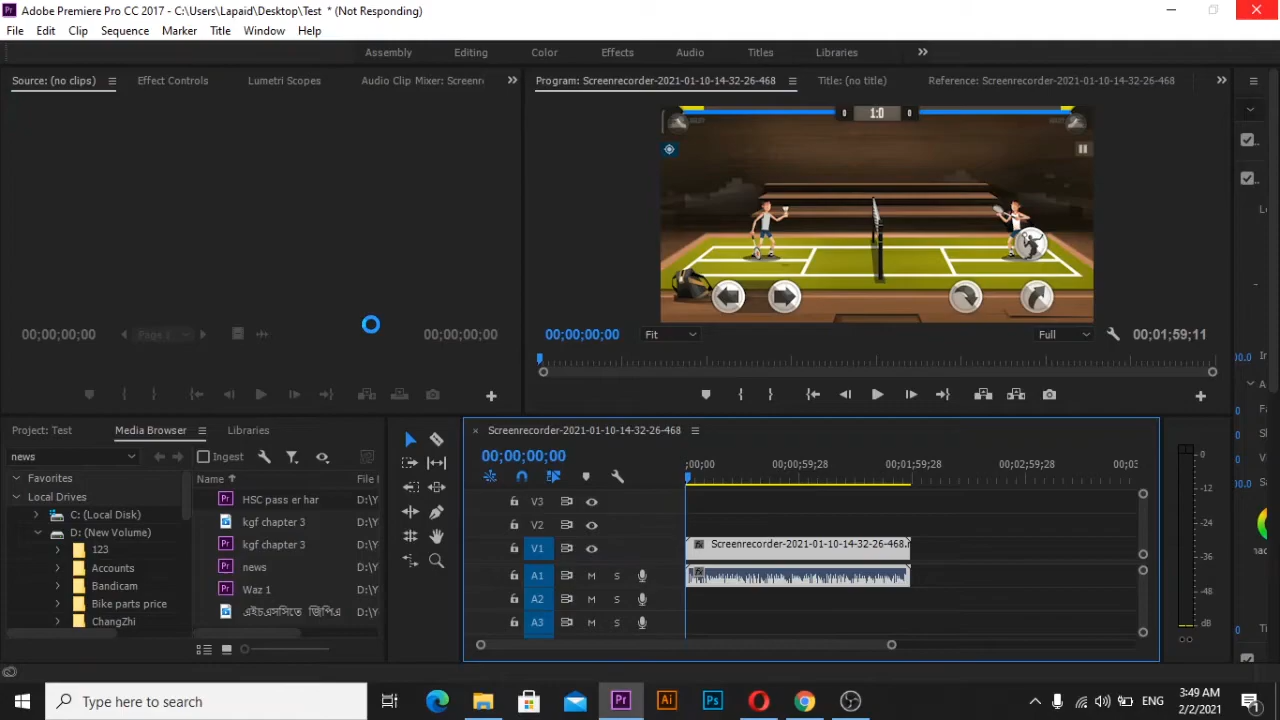 Adobe Premiere Pro CC 2017 - C:\Users\Lapaid\Desktop\Test * (Not Responding)
File Edit Clip Sequence Marker Title Window Help
Assembly Editing Color Effects Audio Titles Libraries
Source: (no clips) Effect Controls Lumetri Scopes Audio Clip Mixer: Screenr
Program: Screenrecorder-2021-01-10-14-32-26-468 Title: (no title) Reference: Screenrecorder-2021-01-10-14-32-26-468
0 1:0 0
00;00;00;00 Page 00;00;00;00
00;00;00;00 Fit Full 00;01;59;11
Project: Test Media Browser Libraries
news Ingest
Favorites
Local Drives
C: (Local Disk)
D: (New Volume)
123
Accounts
Bandicam
Bike parts price
ChangZhi
Name File
HSC pass er har D:\Y
kgf chapter 3 D:\Y
kgf chapter 3 D:\Y
news D:\Y
Waz 1 D:\Y
এইচএসসিতে জিপিএ D:\Y
Screenrecorder-2021-01-10-14-32-26-468
00;00;00;00
;00;00 00;00;59;28 00;01;59;28 00;02;59;28 00;03
V3
V2
V1 Screenrecorder-2021-01-10-14-32-26-468.
A1 M S
A2 M S
A3 M S
0
-12
-24
-36
-48
dB
Type here to search
Pr Ai Ps
ENG
3:49 AM
2/2/2021
1